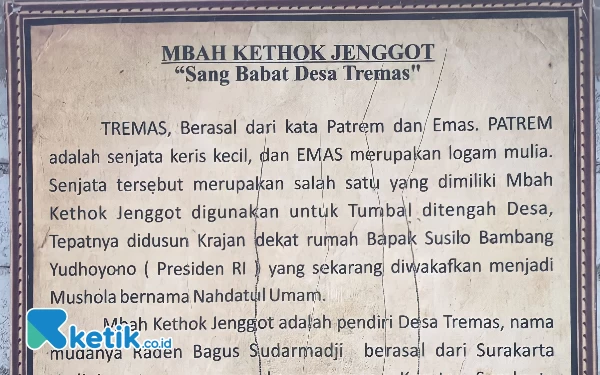 MBAH KETHOK JENGGOT
“Sang Babat Desa Tremas"
TREMAS, Berasal dari kata Patrem dan Emas. PATREM
adalah senjata keris kecil, dan EMAS merupakan logam mulia.
Senjata tersebut merupakan salah satu yang dimiliki Mbah
Kethok Jenggot digunakan untuk Tumbal ditengah Desa,
Tepatnya didusun Krajan dekat rumah Bapak Susilo Bambang
Yudhoyono ( Presiden RI ) yang sekarang diwakafkan menjadi
Mushola bernama Nahdatul Umam.
Mbah Kethok Jenggot adalah pendiri Desa Tremas, nama
mudanya Raden Bagus Sudarmadji berasal dari Surakarta
ketik.co.id